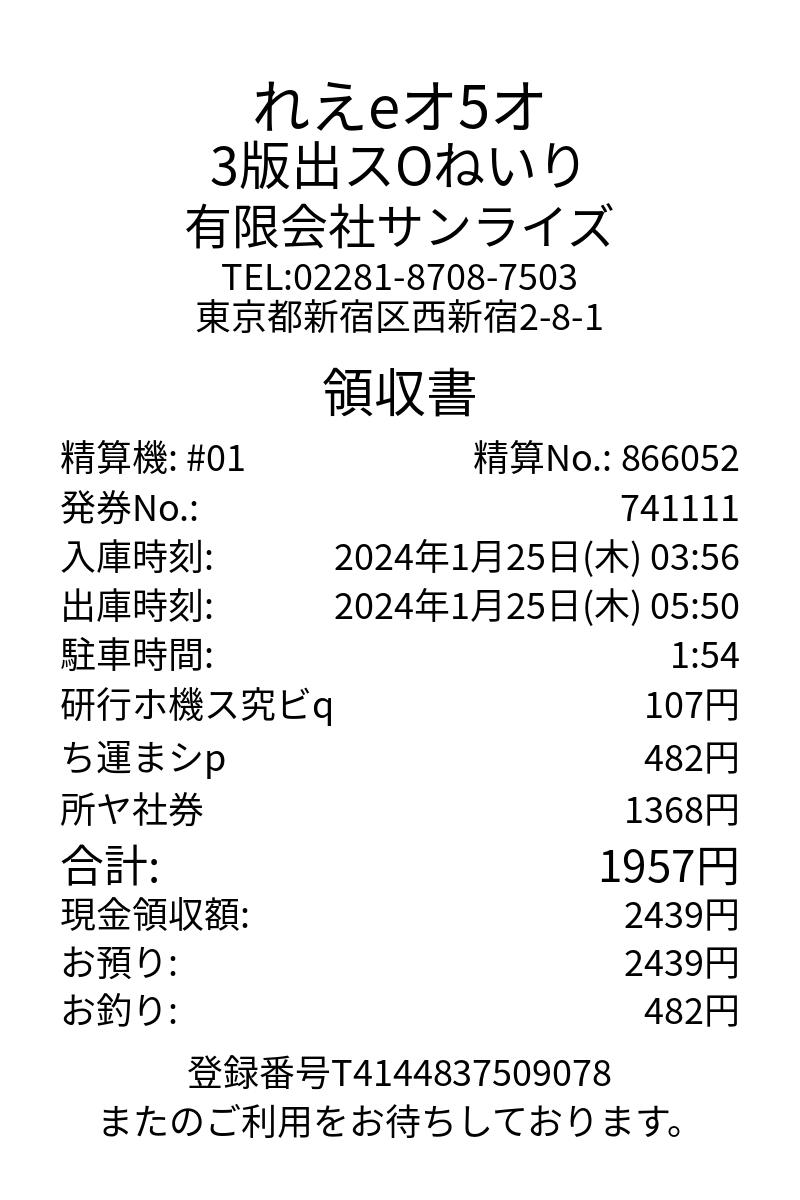 れえeオ5オ
3版出スOねいり
有限会社サンライズ
TEL:02281-8708-7503
東京都新宿区西新宿2-8-1
領収書
精算機: #01 精算No.: 866052
発券No.: 741111
入庫時刻: 2024年1月25日(木) 03:56
出庫時刻: 2024年1月25日(木) 05:50
駐車時間: 1:54
研行ホ機ス究ビq 107円
ち運まシp 482円
所ヤ社券 1368円
合計: 1957円
現金領収額: 2439円
お預り: 2439円
お釣り: 482円
登録番号T4144837509078
またのご利用をお待ちしております。